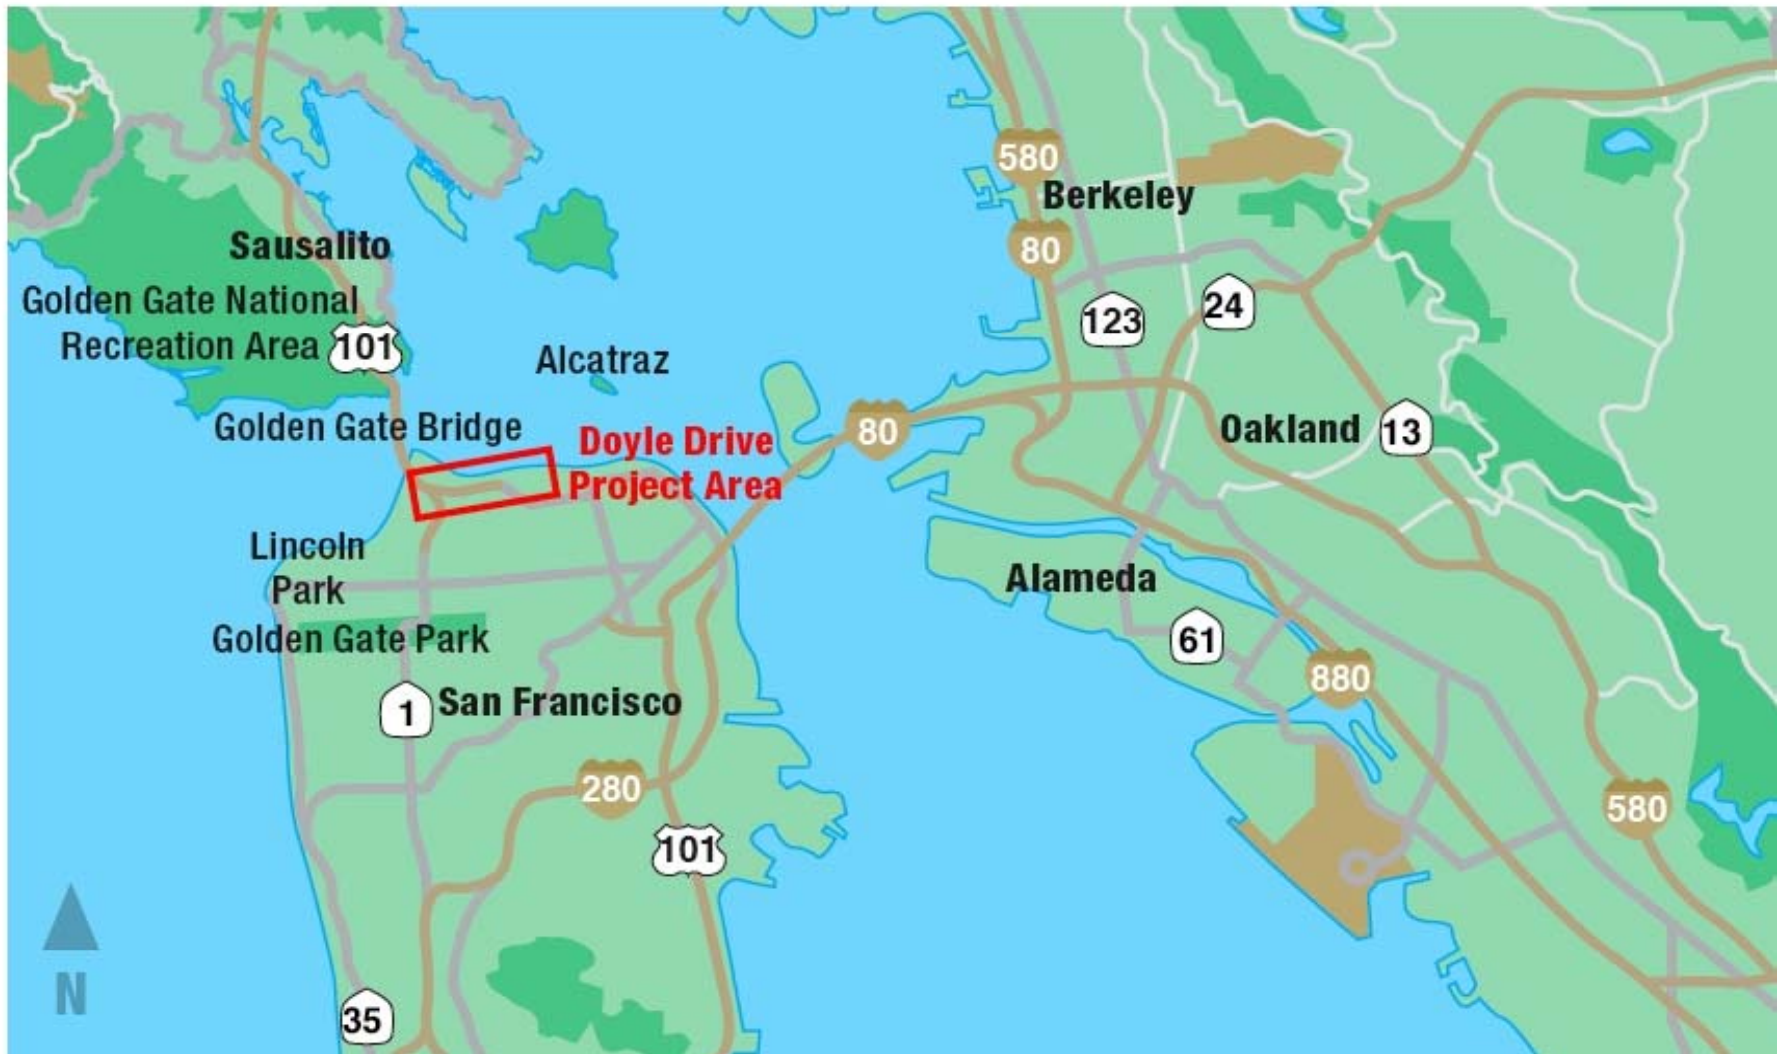 580
Berkeley
80
Sausalito
Golden Gate National
Recreation Area
101
24
123
Alcatraz
Golden Gate Bridge
80
Oakland
13
Doyle Drive
Project Area
Lincoln
Park
Alameda
Golden Gate Park
61
880
San Francisco
1
280
580
101
N
35